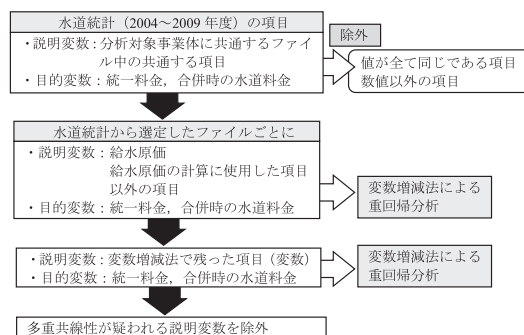 水道統計（2004～2009 年度）の項目
・説明変数：分析対象事業体に共通するファイ
ル中の共通する項目
・目的変数：統一料金，合併時の水道料金
除外
値が全て同じである項目
数値以外の項目
水道統計から選定したファイルごとに
・説明変数：給水原価
給水原価の計算に使用した項目
以外の項目
・目的変数：統一料金，合併時の水道料金
変数増減法による
重回帰分析
・説明変数：変数増減法で残った項目（変数）
・目的変数：統一料金，合併時の水道料金
変数増減法による
重回帰分析
多重共線性が疑われる説明変数を除外